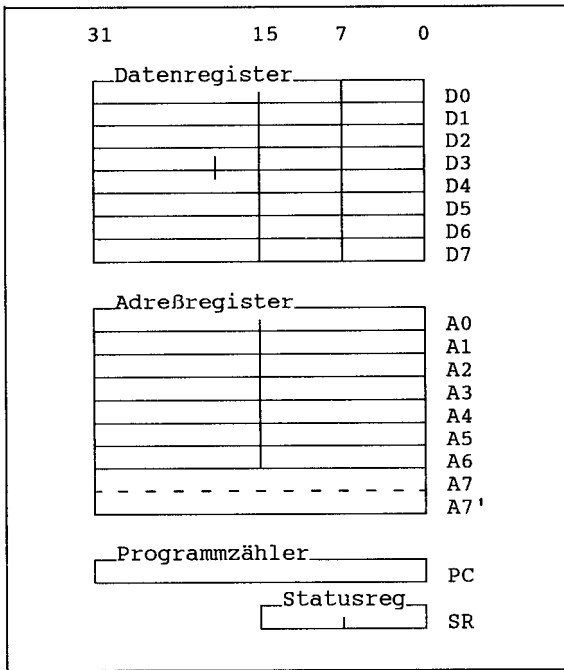 31 15 7 0
Datenregister
D0
D1
D2
D3
D4
D5
D6
D7
Adreßregister
A0
A1
A2
A3
A4
A5
A6
A7
A7'
Programmzähler
PC
Statusreg
SR